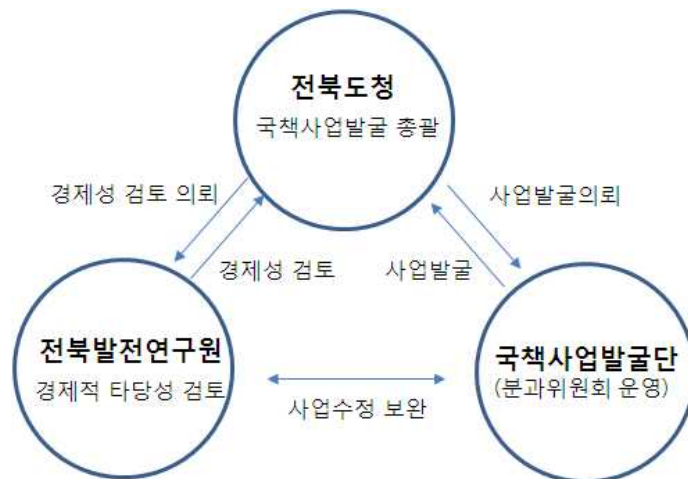 전북도청
국책사업발굴 총괄
경제성 검토 의뢰
사업발굴의뢰
경제성 검토
사업발굴
전북발전연구원
경제적 타당성 검토
국책사업발굴단
(분과위원회 운영)
사업수정 보완